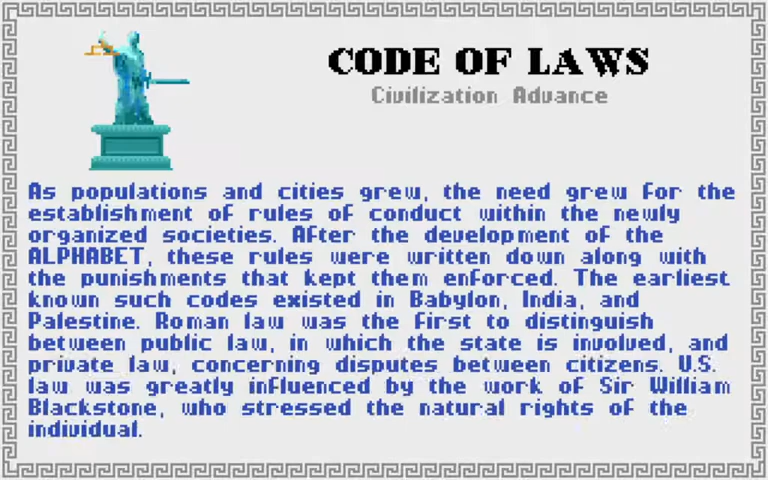 CODE OF LAWS
Civilization Advance
As populations and cities grew, the need grew for the
establishment of rules of conduct within the newly
organized societies. After the development of the
ALPHABET, these rules were written down along with
the punishments that kept them enforced. The earliest
known such codes existed in Babylon, India, and
Palestine. Roman law was the first to distinguish
between public law, in which the state is involved, and
private law, concerning disputes between citizens. U.S.
law was greatly influenced by the work of Sir William
Blackstone, who stressed the natural rights of the
individual.